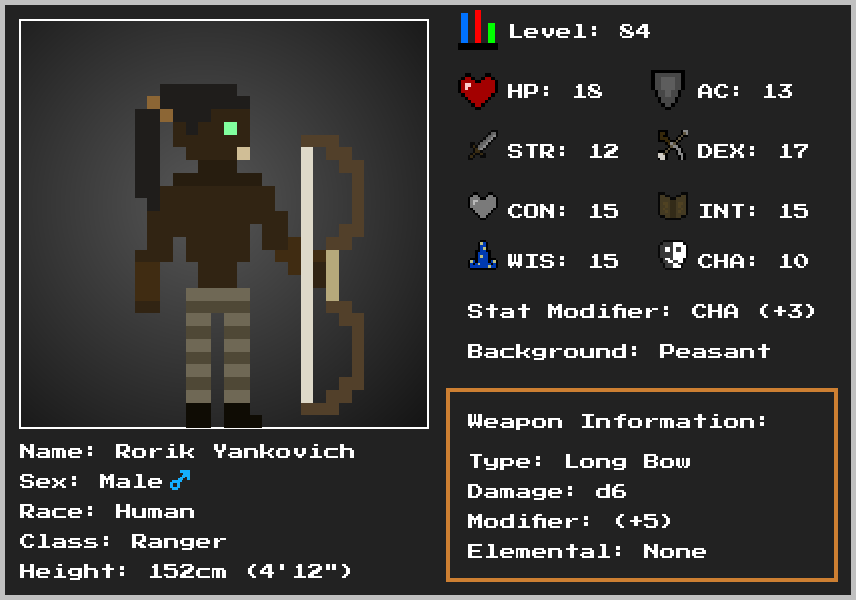 Level: 84
HP: 18 AC: 13
STR: 12 DEX: 17
CON: 15 INT: 15
WIS: 15 CHA: 10
Stat Modifier: CHA (+3)
Background: Peasant
Weapon Information:
Type: Long Bow
Damage: d6
Modifier: (+5)
Elemental: None
Name: Rorik Yankovich
Sex: Male ♂
Race: Human
Class: Ranger
Height: 152cm (4'12")